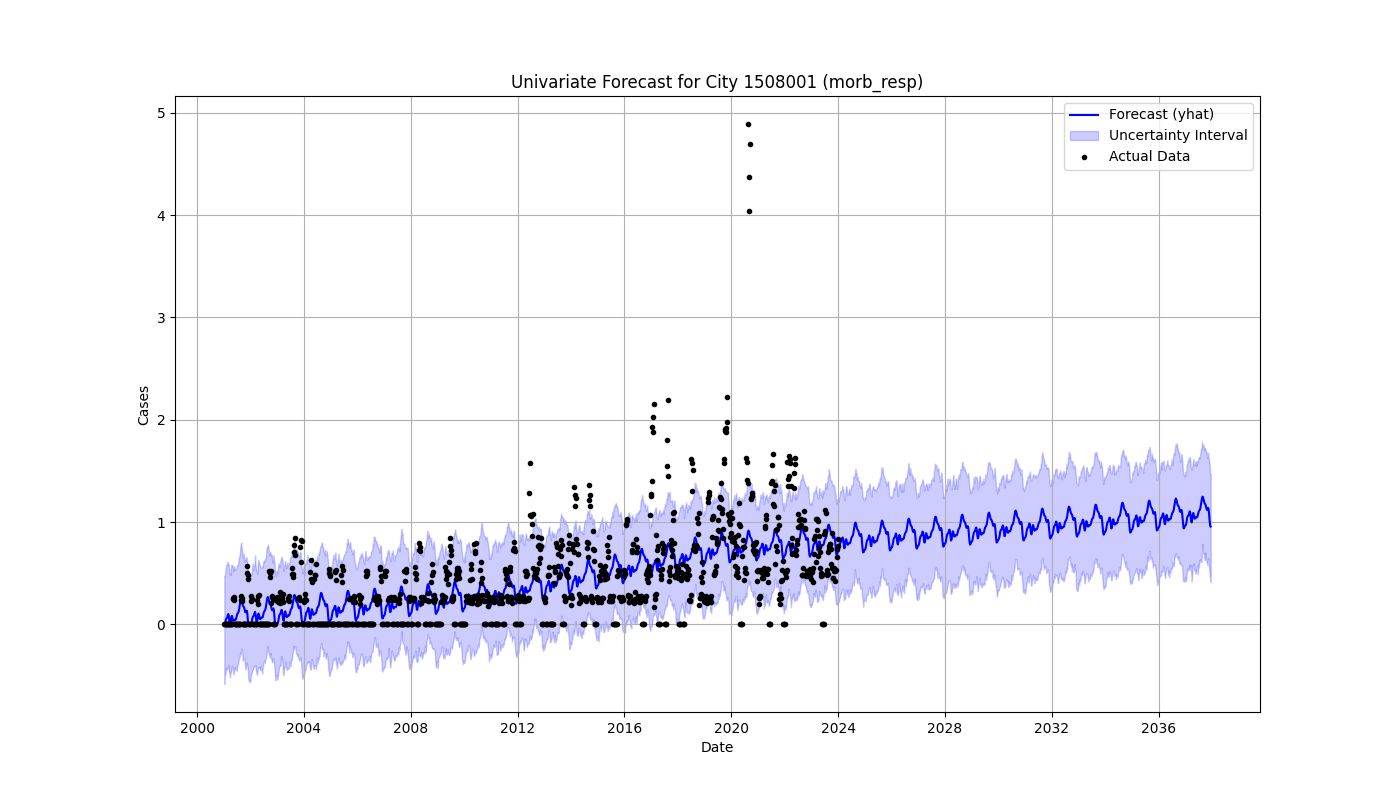 Univariate Forecast for City 1508001 (morb_resp)
Forecast (yhat)
Uncertainty Interval
Actual Data
5
4
3
2
1
0
Cases
2000 2004 2008 2012 2016 2020 2024 2028 2032 2036
Date